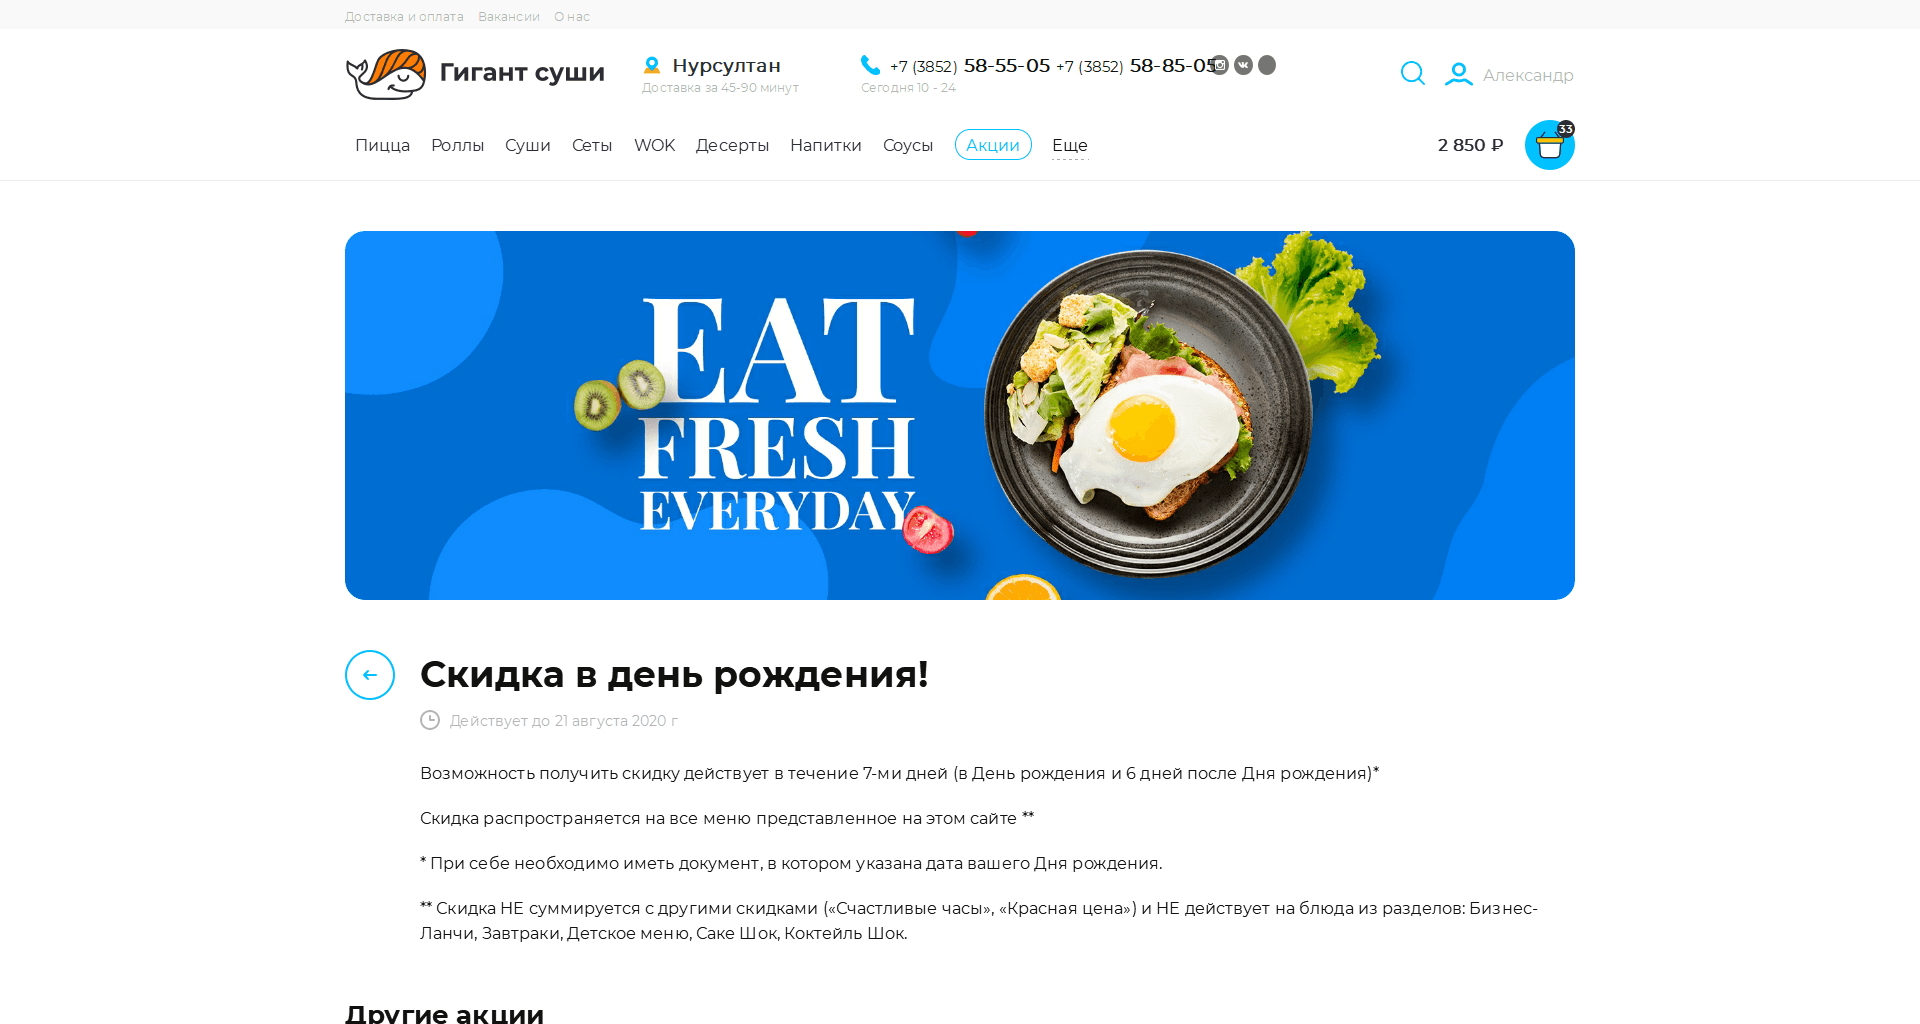 Доставка и оплата Вакансии О нас
Гигант суши
Нурсултан
Доставка за 45-90 минут
+7 (3852) 58-55-05 +7 (3852) 58-85-05
Сегодня 10 - 24
Александр
Пицца Роллы Суши Сеты WOK Десерты Напитки Соусы Акции Еще
2 850 ₽
33
EAT
FRESH
EVERYDAY
Скидка в день рождения!
Действует до 21 августа 2020 г
Возможность получить скидку действует в течение 7-ми дней (в День рождения и 6 дней после Дня рождения)*
Скидка распространяется на все меню представленное на этом сайте **
* При себе необходимо иметь документ, в котором указана дата вашего Дня рождения.
** Скидка НЕ суммируется с другими скидками («Счастливые часы», «Красная цена») и НЕ действует на блюда из разделов: Бизнес-
Ланчи, Завтраки, Детское меню, Саке Шок, Коктейль Шок.
Другие акции